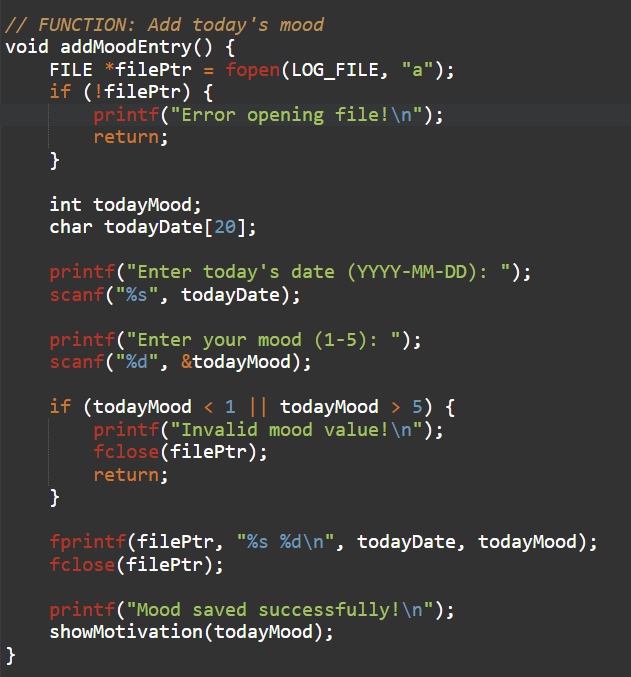 // FUNCTION: Add today's mood
void addMoodEntry() {
    FILE *filePtr = fopen(LOG_FILE, "a");
    if (!filePtr) {
        printf("Error opening file!\n");
        return;
    }

    int todayMood;
    char todayDate[20];

    printf("Enter today's date (YYYY-MM-DD): ");
    scanf("%s", todayDate);

    printf("Enter your mood (1-5): ");
    scanf("%d", &todayMood);

    if (todayMood < 1 || todayMood > 5) {
        printf("Invalid mood value!\n");
        fclose(filePtr);
        return;
    }

    fprintf(filePtr, "%s %d\n", todayDate, todayMood);
    fclose(filePtr);

    printf("Mood saved successfully!\n");
    showMotivation(todayMood);
}